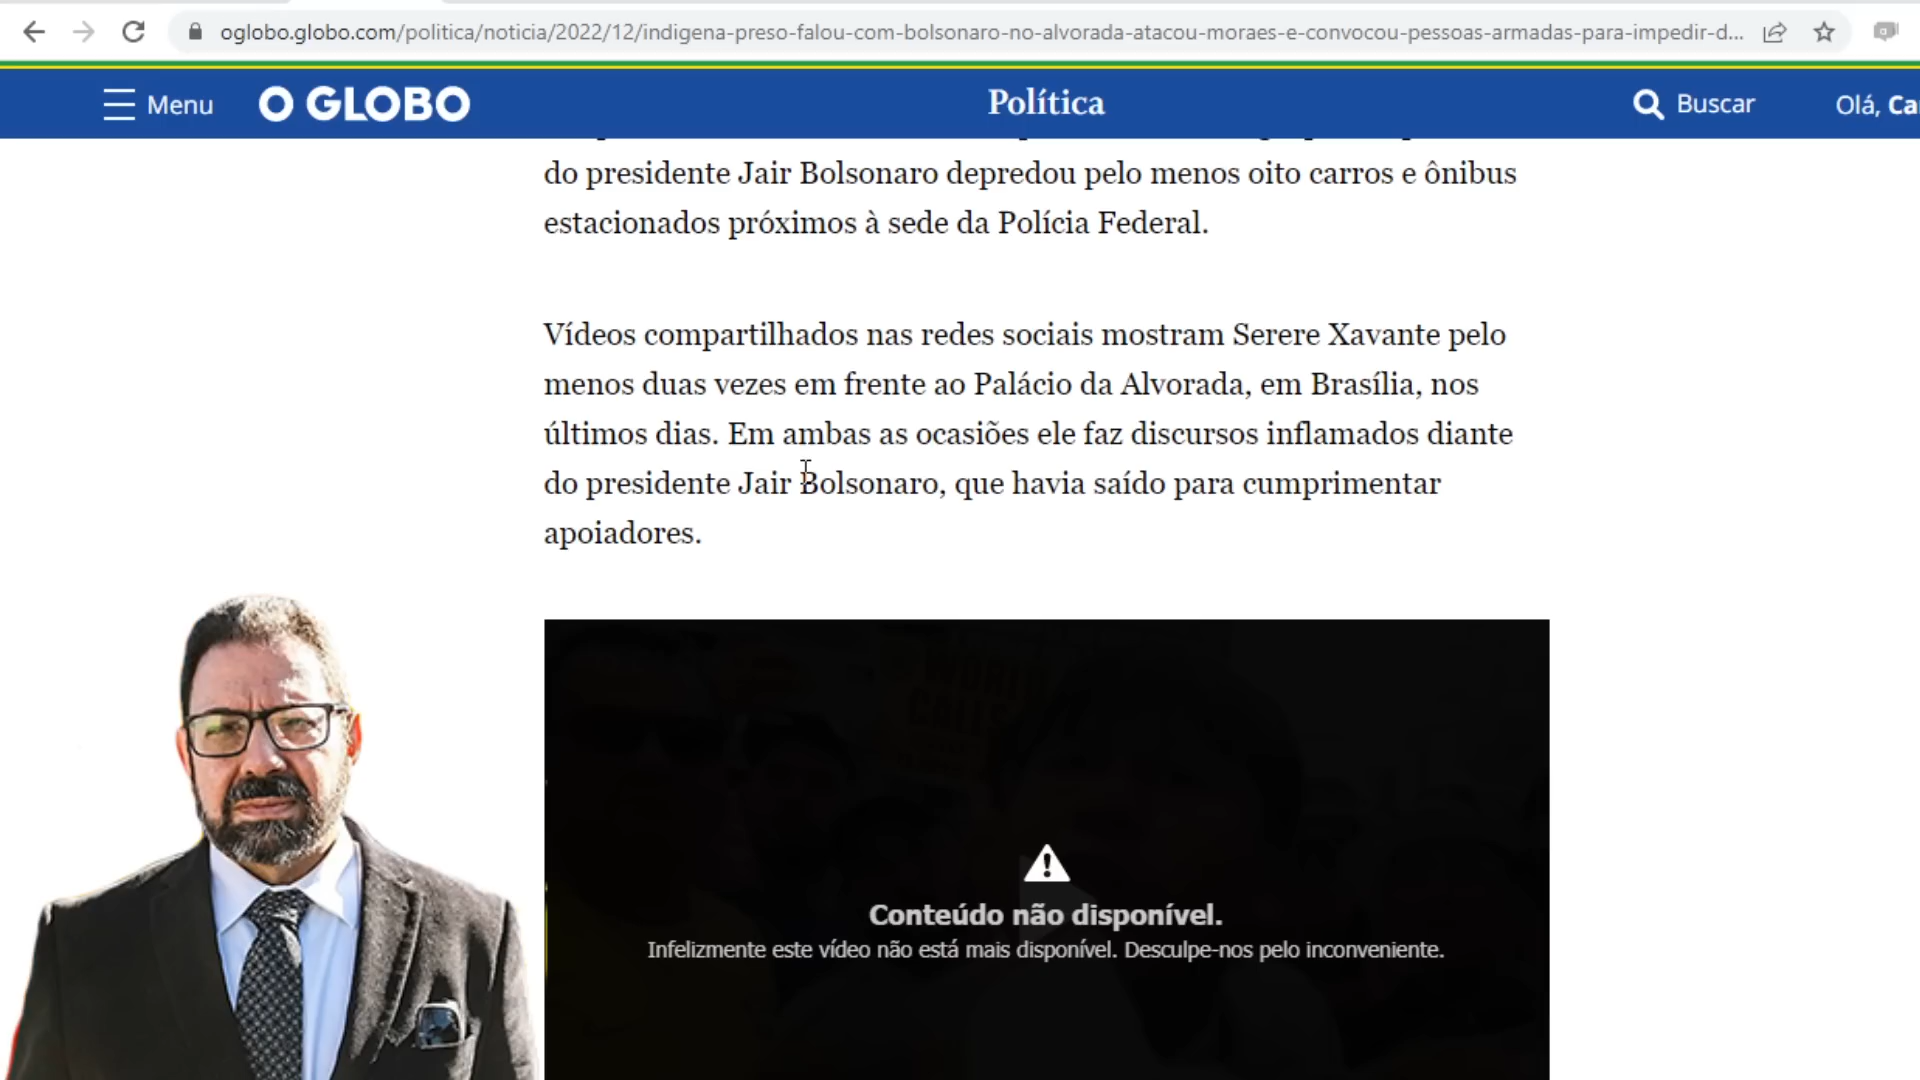 oglobo.globo.com/politica/noticia/2022/12/indigena-preso-falou-com-bolsonaro-no-alvorada-atacou-moraes-e-convocou-pessoas-armadas-para-impedir-d...
Menu O GLOBO Política Buscar Olá, Ca
do presidente Jair Bolsonaro depredou pelo menos oito carros e ônibus
estacionados próximos à sede da Polícia Federal.
Vídeos compartilhados nas redes sociais mostram Serere Xavante pelo
menos duas vezes em frente ao Palácio da Alvorada, em Brasília, nos
últimos dias. Em ambas as ocasiões ele faz discursos inflamados diante
do presidente Jair Bolsonaro, que havia saído para cumprimentar
apoiadores.
Conteúdo não disponível.
Infelizmente este vídeo não está mais disponível. Desculpe-nos pelo inconveniente.